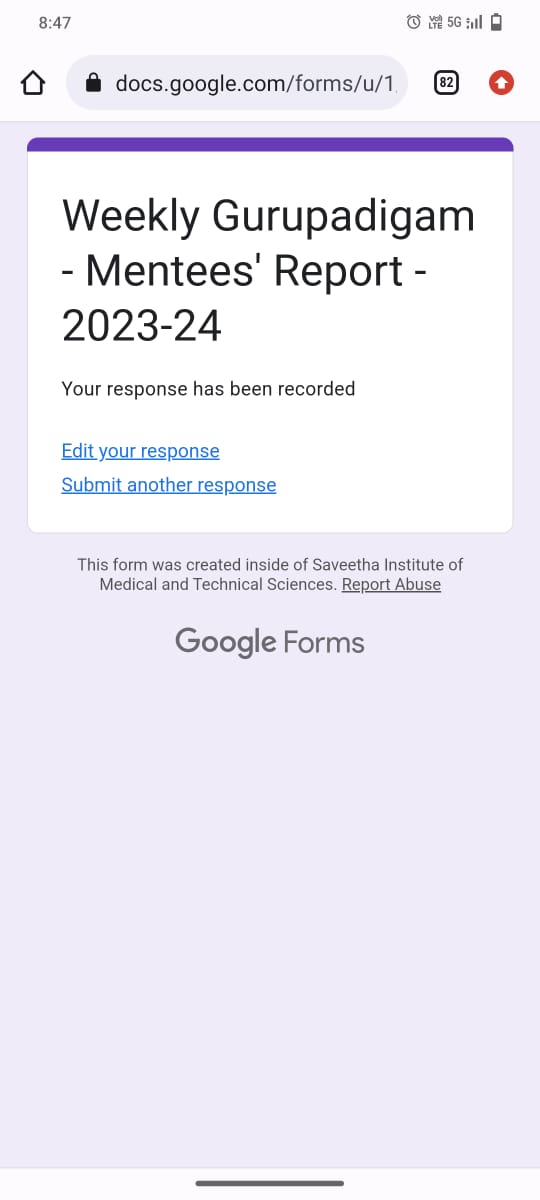 8:47
Vo) LTE 5G
docs.google.com/forms/u/1
82
Weekly Gurupadigam
- Mentees' Report -
2023-24
Your response has been recorded
Edit your response
Submit another response
This form was created inside of Saveetha Institute of
Medical and Technical Sciences. Report Abuse
Google Forms